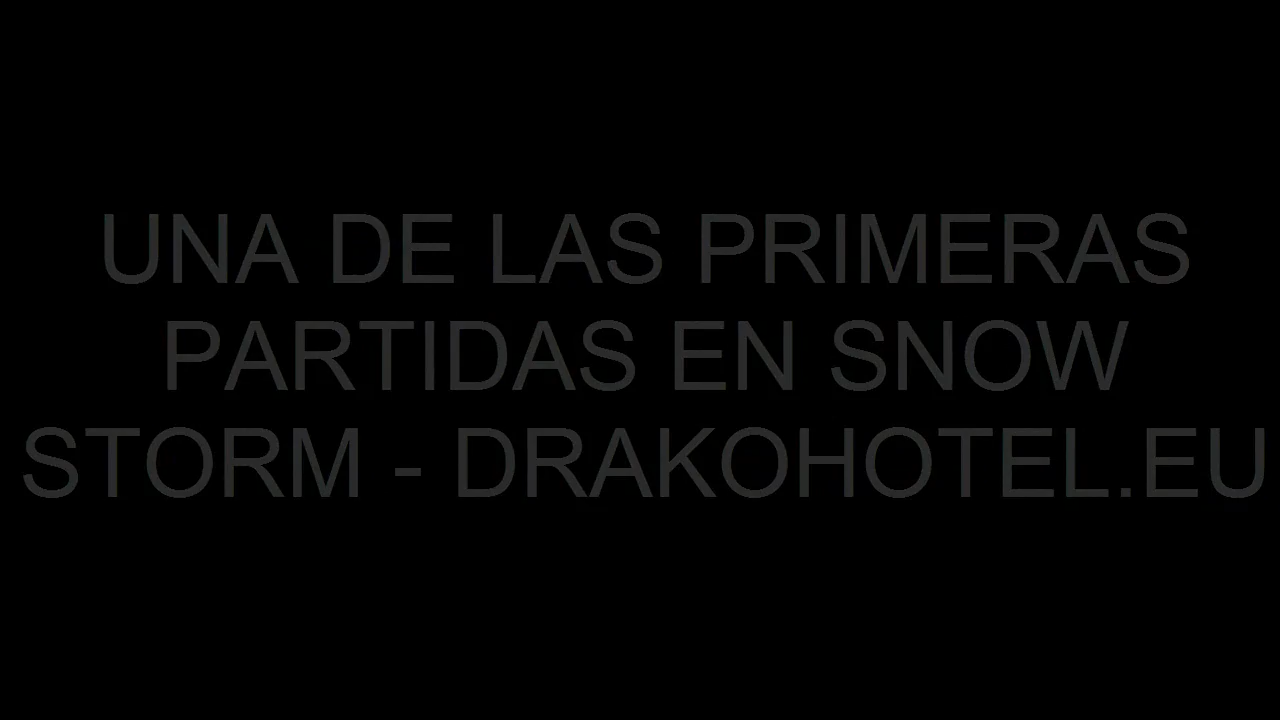 UNA DE LAS PRIMERAS
PARTIDAS EN SNOW
STORM - DRAKOHOTEL.EU